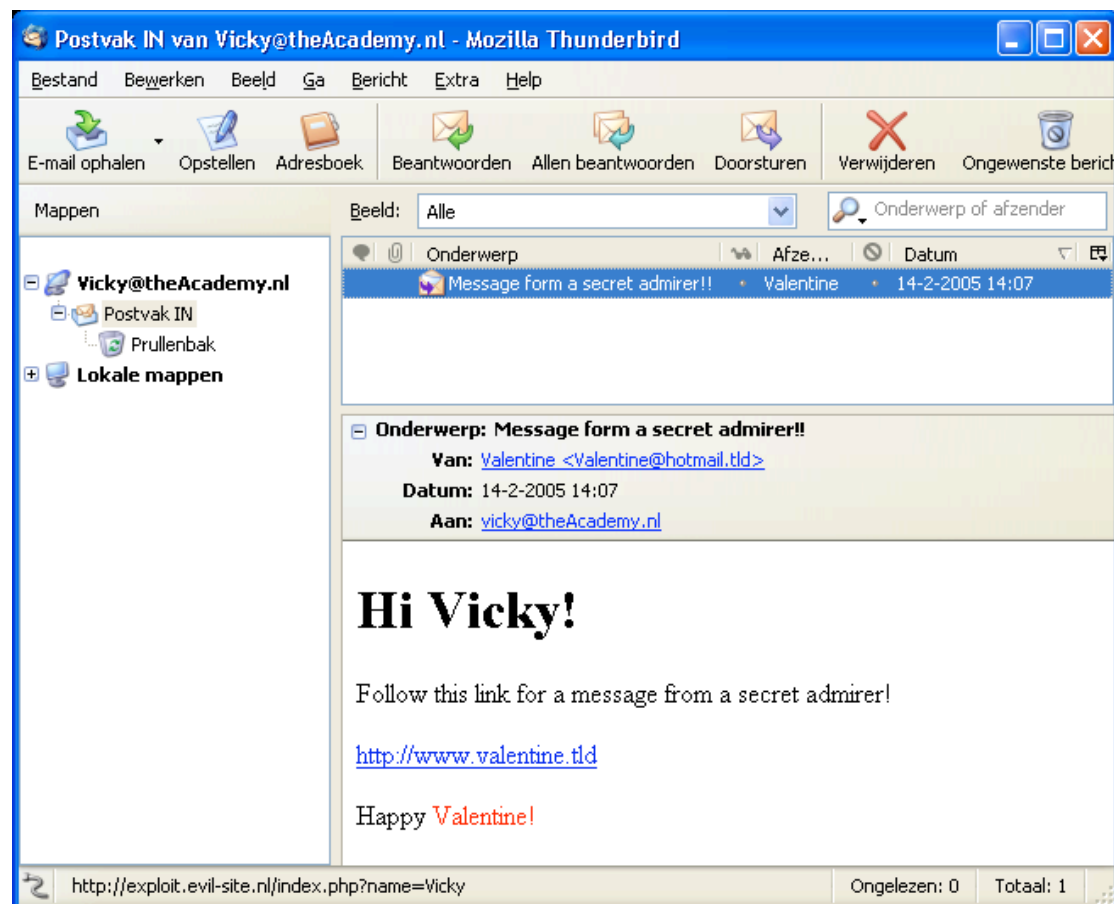 Postvak IN van Vicky@theAcademy.nl - Mozilla Thunderbird
Bestand Bewerken Beeld Ga Bericht Extra Help
E-mail ophalen Opstellen Adresboek Beantwoorden Allen beantwoorden Doorsturen Verwijderen Ongewenste berich
Mappen Beeld: Alle Onderwerp of afzender
Onderwerp Afze... Datum
Vicky@theAcademy.nl
Postvak IN
Prullenbak
Lokale mappen
Message form a secret admirer!! Valentine 14-2-2005 14:07
Onderwerp: Message form a secret admirer!!
Van: Valentine <Valentine@hotmail.tld>
Datum: 14-2-2005 14:07
Aan: vicky@theAcademy.nl
Hi Vicky!
Follow this link for a message from a secret admirer!
http://www.valentine.tld
Happy Valentine!
http://exploit.evil-site.nl/index.php?name=Vicky Ongelezen: 0 Totaal: 1